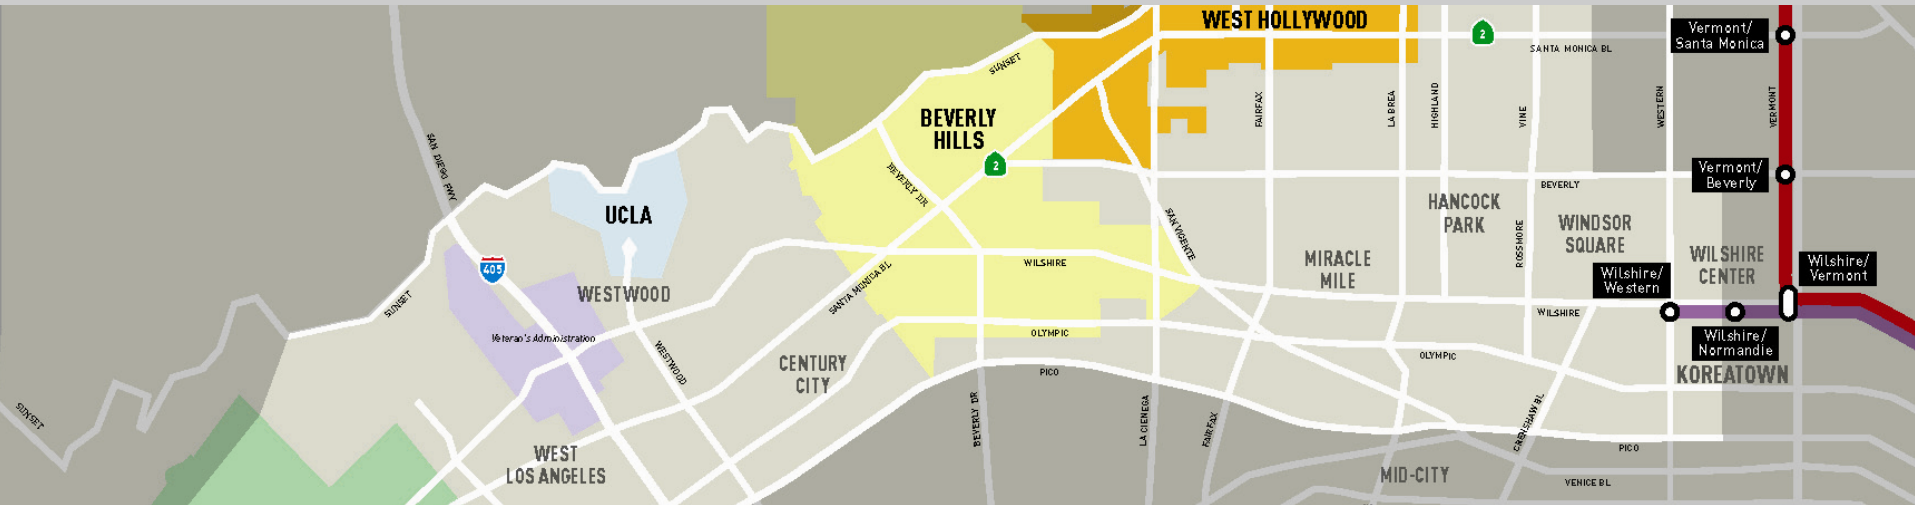 WEST HOLLYWOOD
2
SANTA MONICA BL
Vermont/
Santa Monica
SUNSET
BEVERLY
HILLS
2
FAIRFAX
LA BREA
HIGHLAND
VINE
WESTERN
VERMONT
SAN DIEGO FWY
BEVERLY DR
Vermont/
Beverly
BEVERLY
UCLA
SAN VICENTE
HANCOCK
PARK
ROSSMORE
WINDSOR
SQUARE
WILSHIRE
CENTER
MIRACLE
MILE
WILSHIRE
405
SANTA MONICA BL
Wilshire/
Western
Wilshire/
Vermont
WESTWOOD
SUNSET
WILSHIRE
Veteran's Administration
OLYMPIC
Wilshire/
Normandie
WESTWOOD
CENTURY
CITY
PICO
OLYMPIC
KOREATOWN
SUNSET
BEVERLY DR
LA CIENEGA
FAIRFAX
CRENSHAW BL
PICO
WEST
LOS ANGELES
MID-CITY
VENICE BL